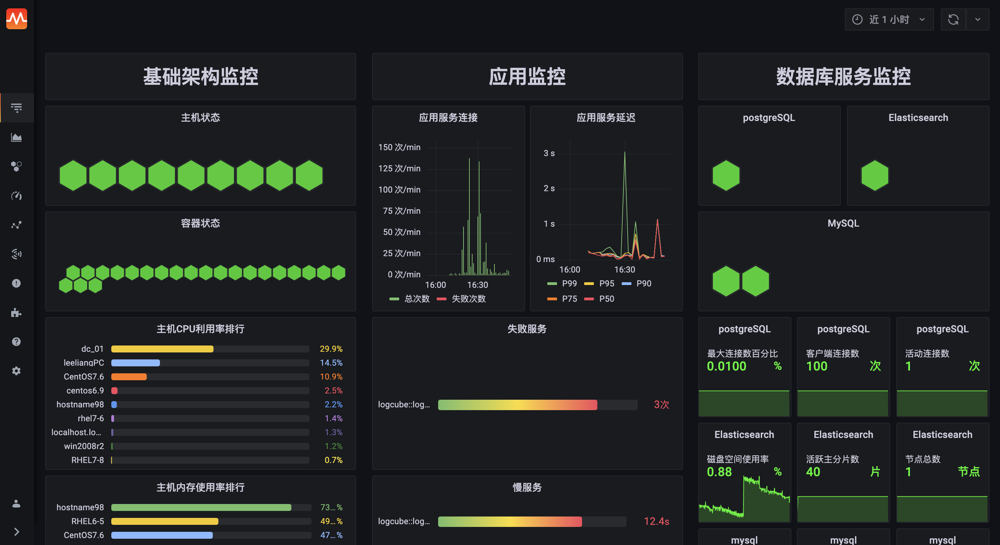 近 1 小时
基础架构监控
应用监控
数据库服务监控
主机状态
应用服务连接
应用服务延迟
postgreSQL
Elasticsearch
150 次/min
125 次/min
100 次/min
75 次/min
50 次/min
25 次/min
0 次/min
16:00
16:30
总次数
失败次数
3 s
2 s
1 s
0 ms
16:00
16:30
P99
P95
P90
P75
P50
容器状态
MySQL
主机CPU利用率排行
dc_01 29.9%
leeliangPC 14.5%
CentOS7.6 10.9%
centos6.9 2.5%
hostname98 2.2%
rhel7-6 1.4%
localhost.lo... 1.3%
win2008r2 1.2%
RHEL7-8 0.7%
失败服务
logcube::log... 3次
postgreSQL
最大连接数百分比
0.0100 %
postgreSQL
客户端连接数
100 次
postgreSQL
活动连接数
1 次
Elasticsearch
磁盘空间使用率
0.88 %
Elasticsearch
活跃主分片数
40 片
Elasticsearch
节点总数
1 节点
主机内存使用率排行
hostname98 73...%
RHEL6-5 49...%
CentOS7.6 47...%
慢服务
logcube::log... 12.4s
mysql
mysql
mysql